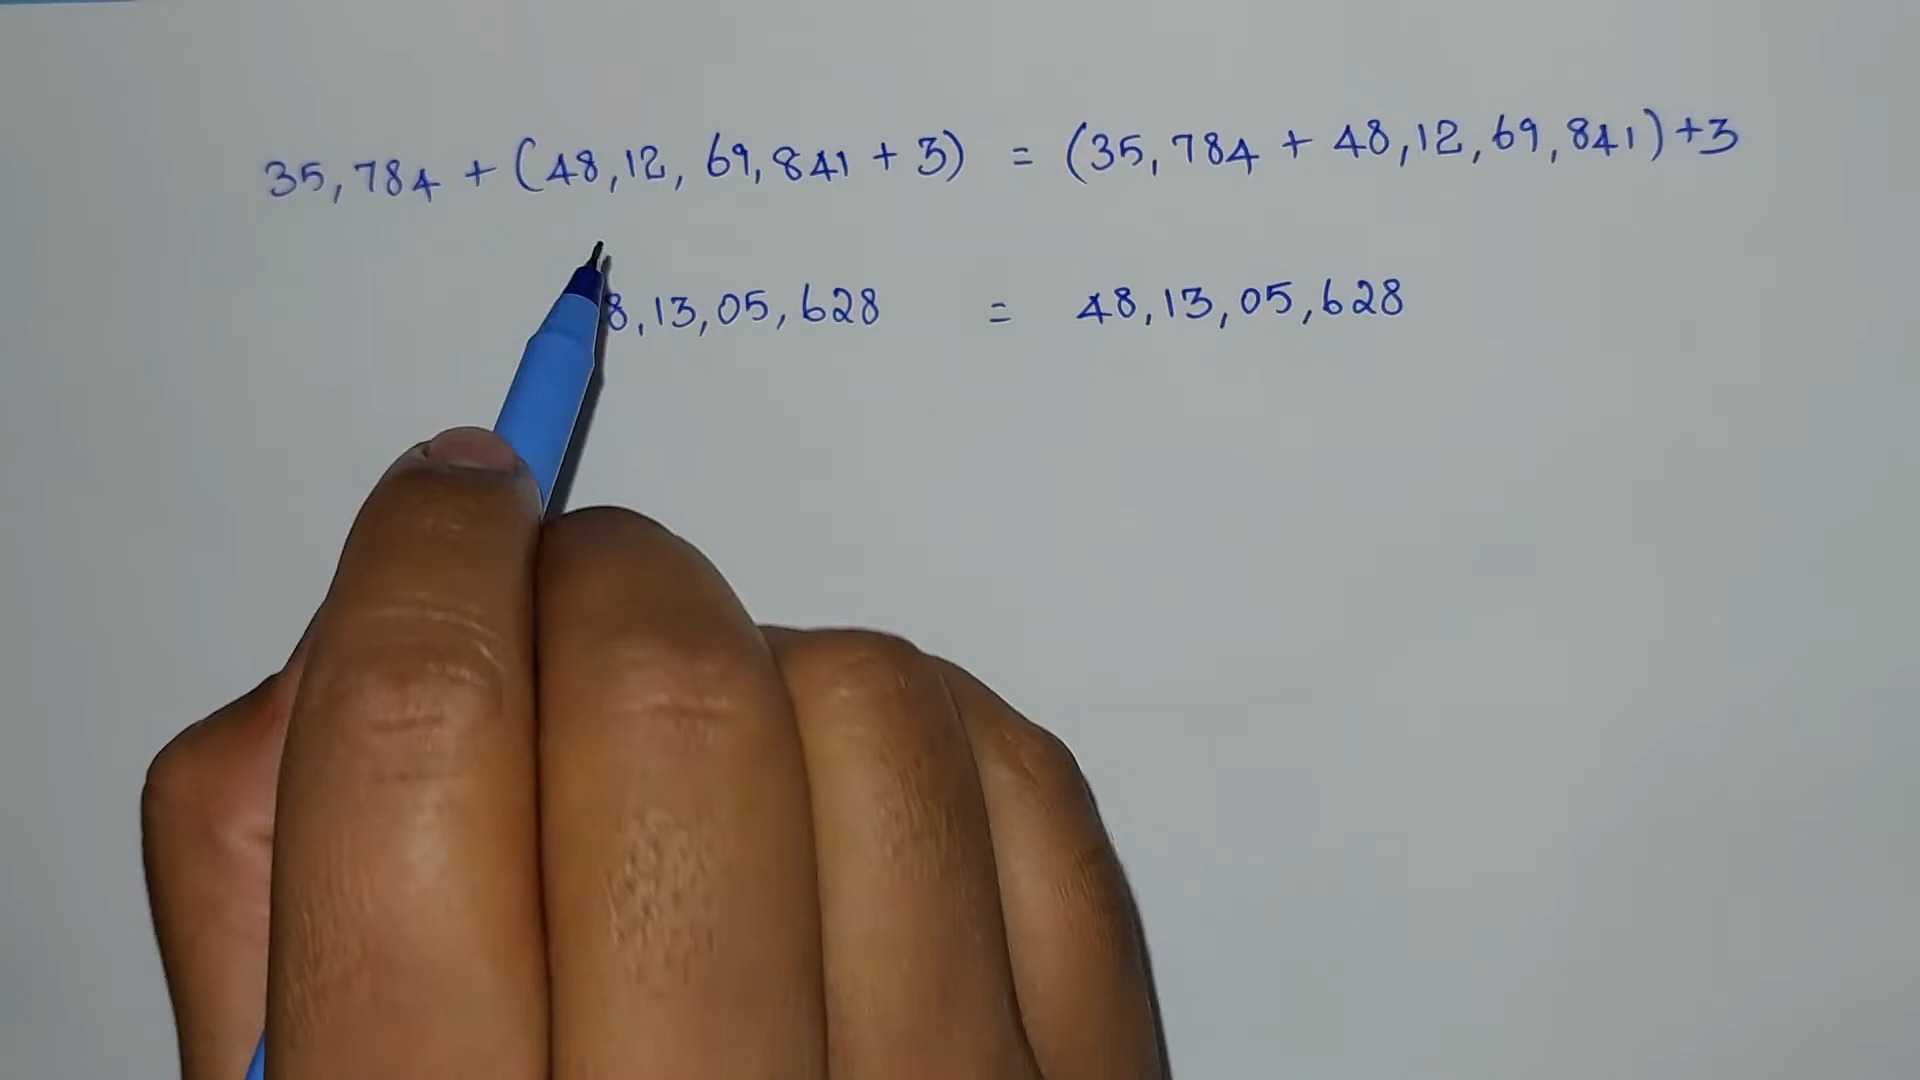 35,784 + (48,12,69,841 + 3) = (35,784 + 48,12,69,841) + 3
8,13,05,628 = 48,13,05,628